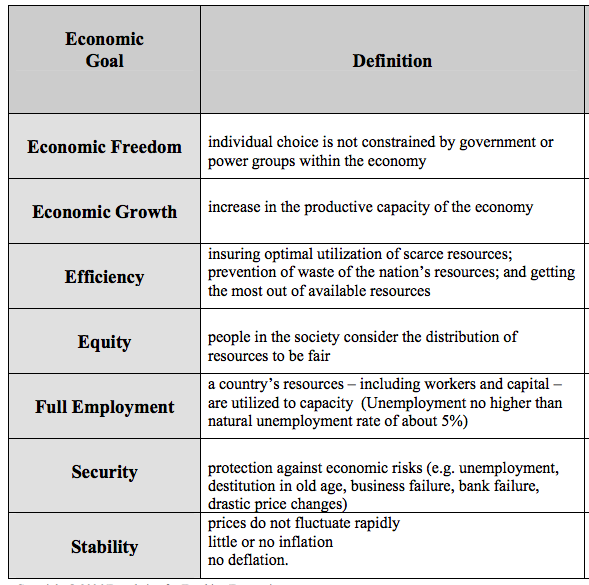 Economic
Goal
Definition
Economic Freedom
individual choice is not constrained by government or
power groups within the economy
Economic Growth
increase in the productive capacity of the economy
Efficiency
insuring optimal utilization of scarce resources;
prevention of waste of the nation's resources; and getting
the most out of available resources
Equity
people in the society consider the distribution of
resources to be fair
Full Employment
a country's resources – including workers and capital –
are utilized to capacity  (Unemployment no higher than
natural unemployment rate of about 5%)
Security
protection against economic risks (e.g. unemployment,
destitution in old age, business failure, bank failure,
drastic price changes)
Stability
prices do not fluctuate rapidly
little or no inflation
no deflation.